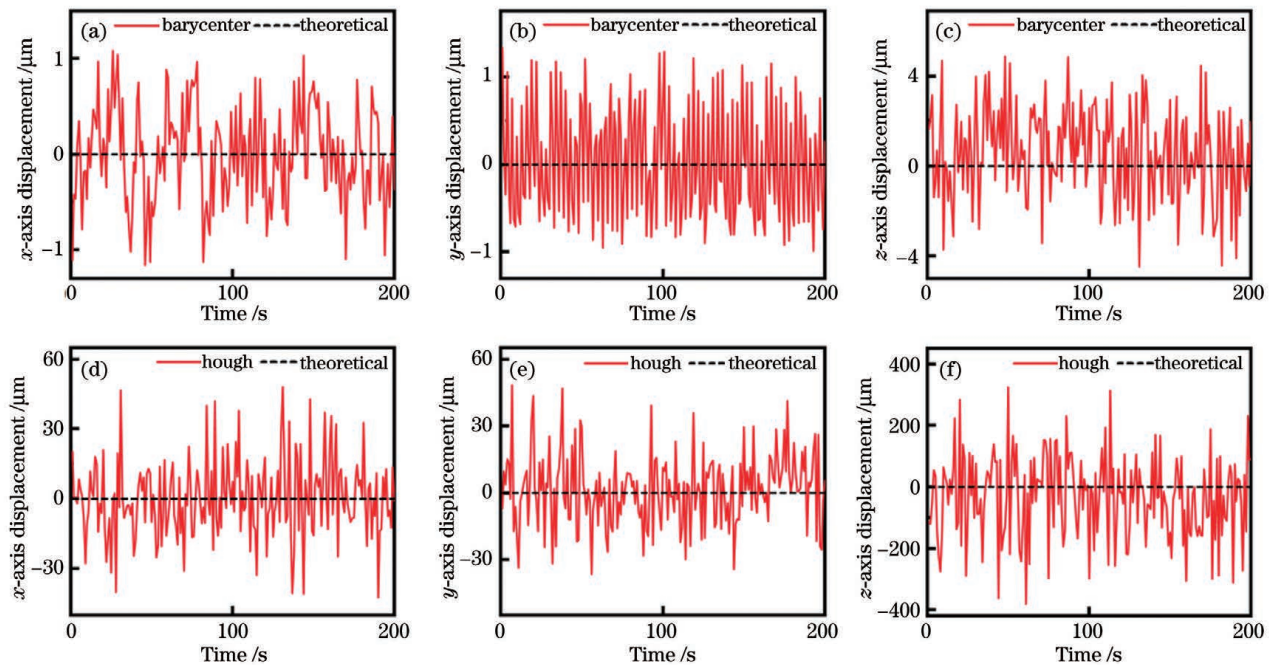 (a) barycenter theoretical
x-axis displacement /μm
1
0
−1
0 100 200
Time /s
(b) barycenter theoretical
y-axis displacement /μm
1
0
−1
0 100 200
Time /s
(c) barycenter theoretical
z-axis displacement /μm
4
0
−4
0 100 200
Time /s
(d) hough theoretical
x-axis displacement /μm
60
30
0
−30
0 100 200
Time /s
(e) hough theoretical
y-axis displacement /μm
60
30
0
−30
0 100 200
Time /s
(f) hough theoretical
z-axis displacement /μm
400
200
0
−200
−400
0 100 200
Time /s